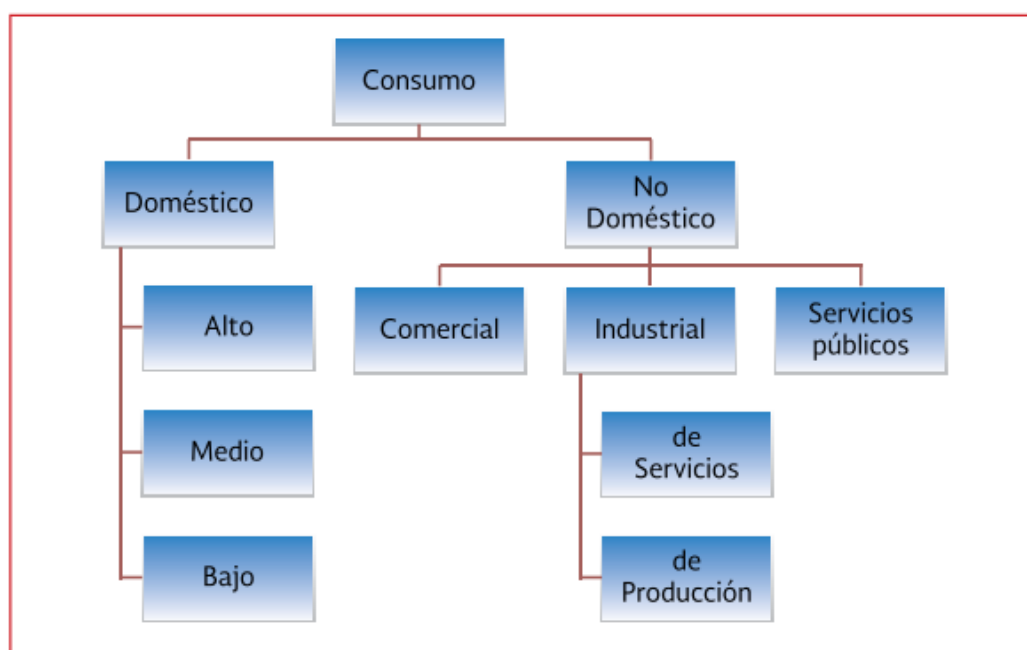 Consumo
Doméstico
No
Doméstico
Alto
Medio
Bajo
Comercial
Industrial
Servicios
públicos
de
Servicios
de
Producción